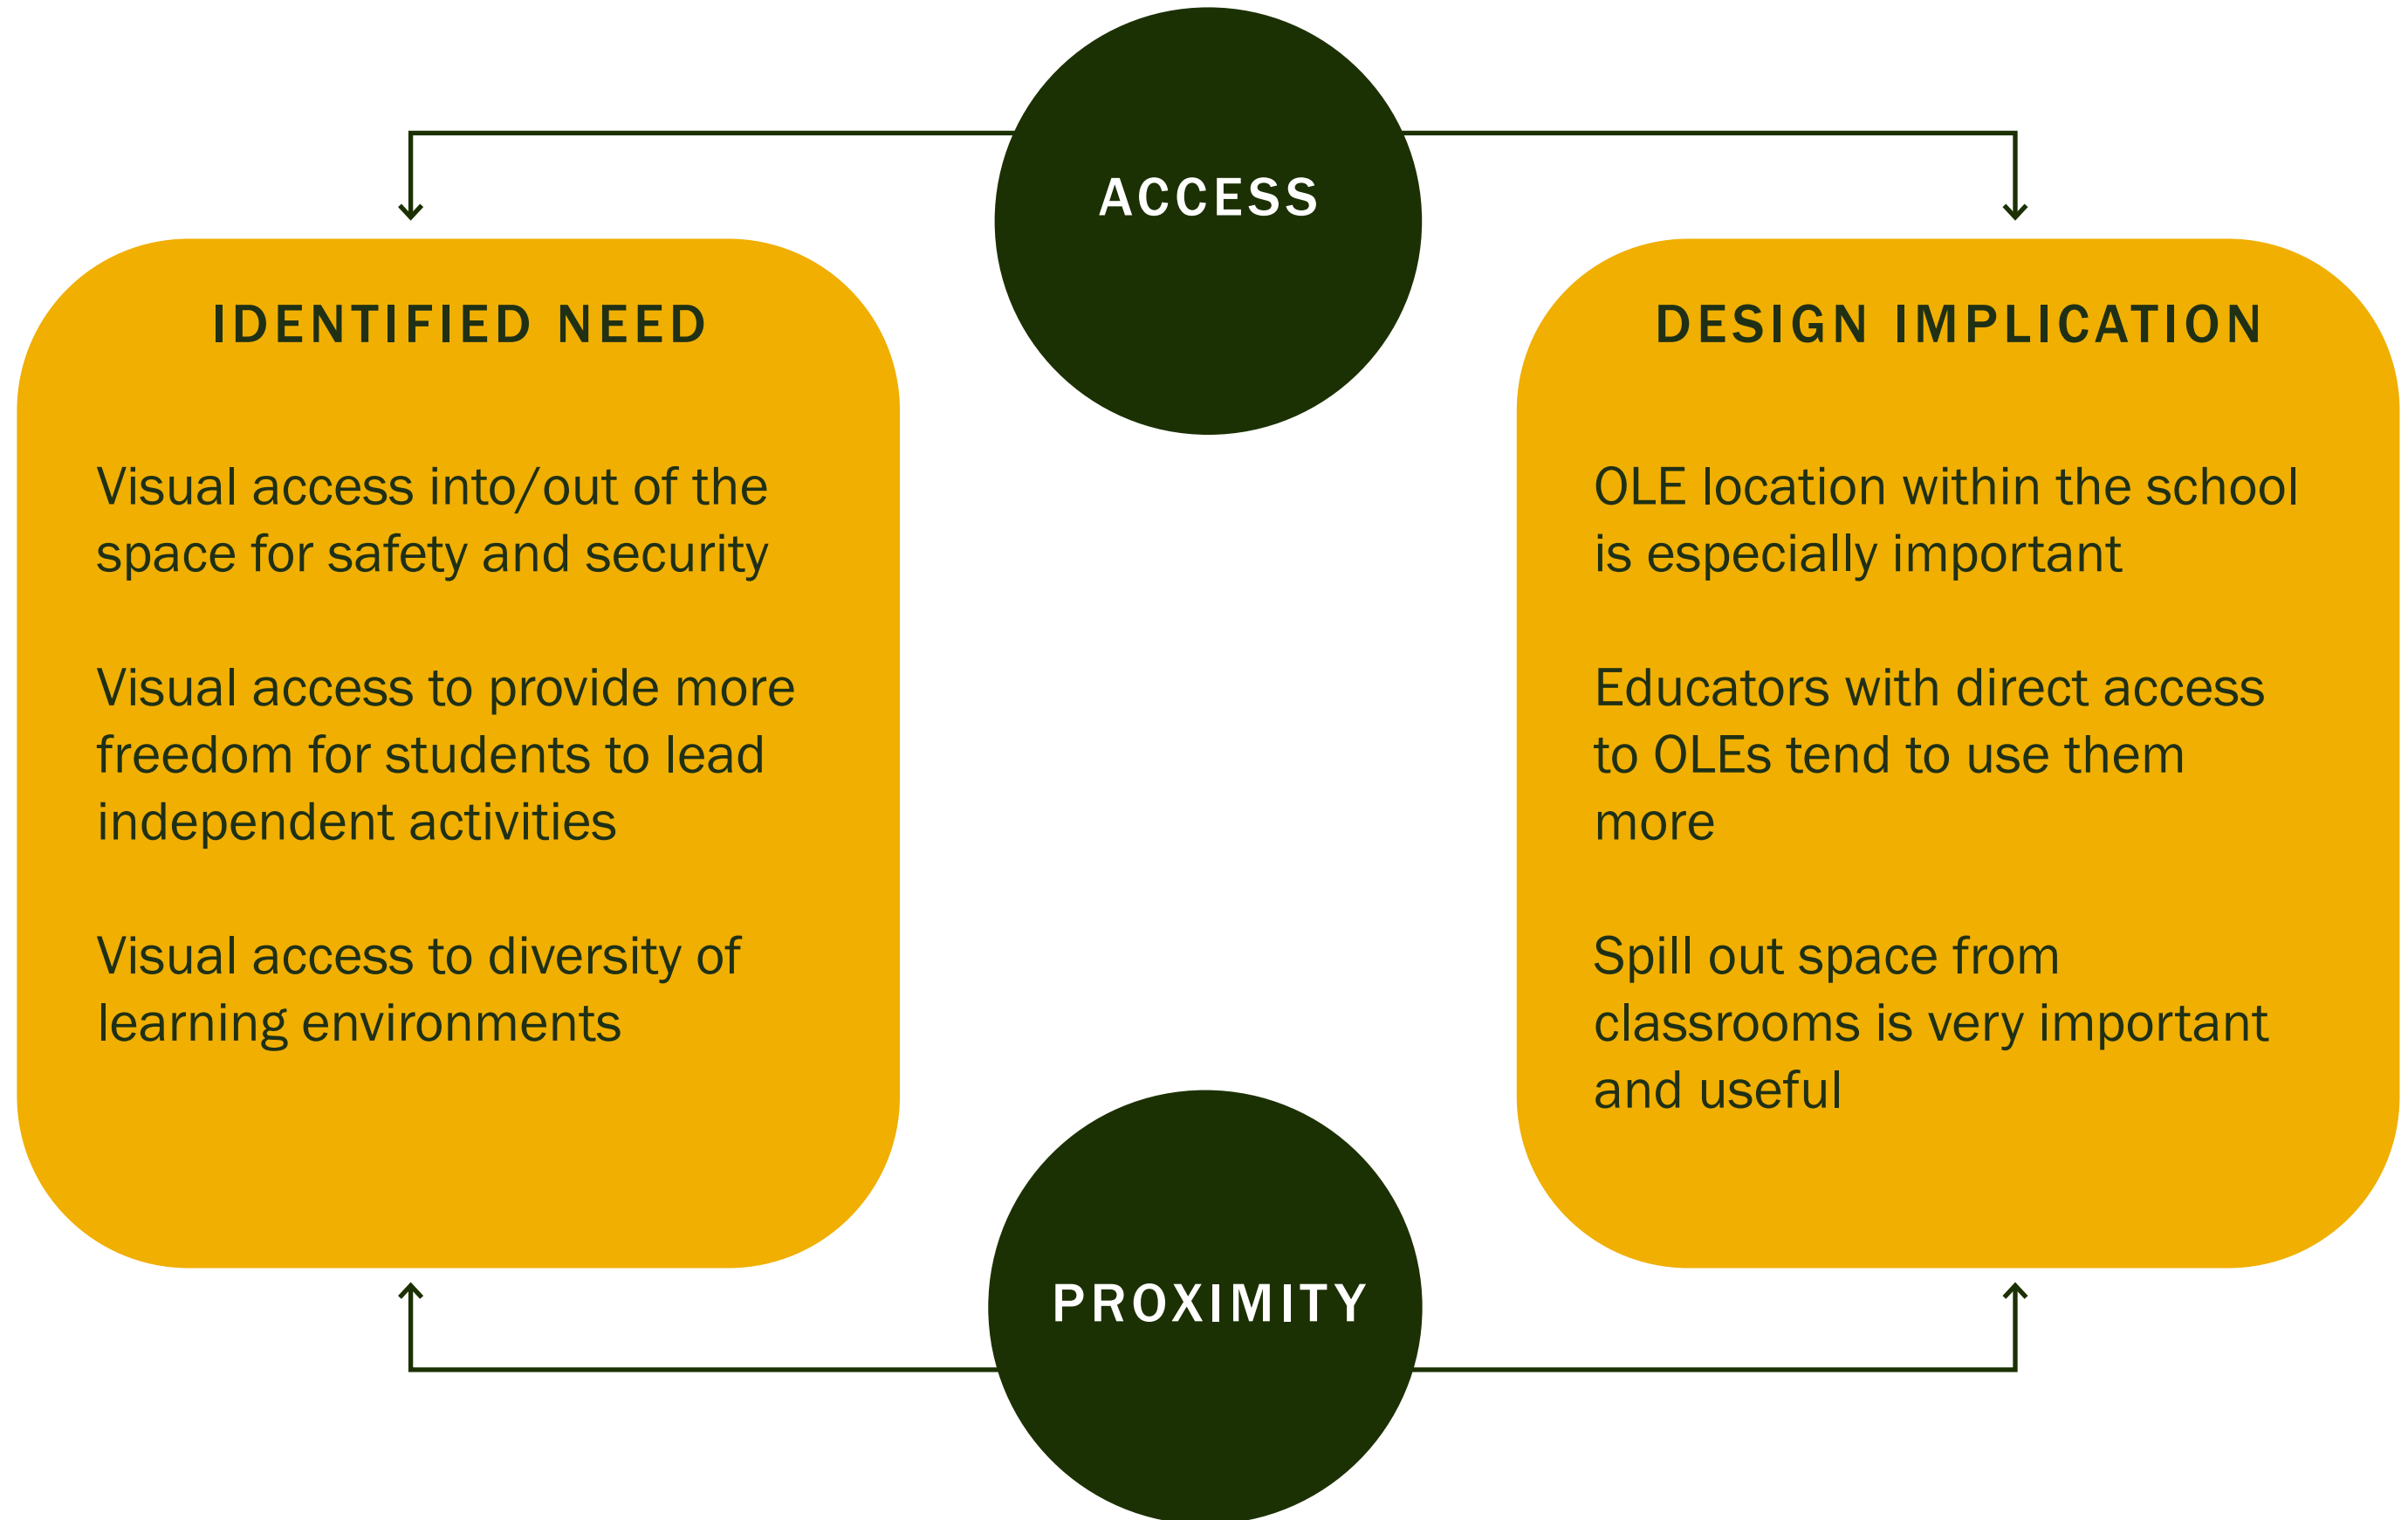 ACCESS
IDENTIFIED NEED
Visual access into/out of the
space for safety and security
Visual access to provide more
freedom for students to lead
independent activities
Visual access to diversity of
learning environments
DESIGN IMPLICATION
OLE location within the school
is especially important
Educators with direct access
to OLEs tend to use them
more
Spill out space from
classrooms is very important
and useful
PROXIMITY